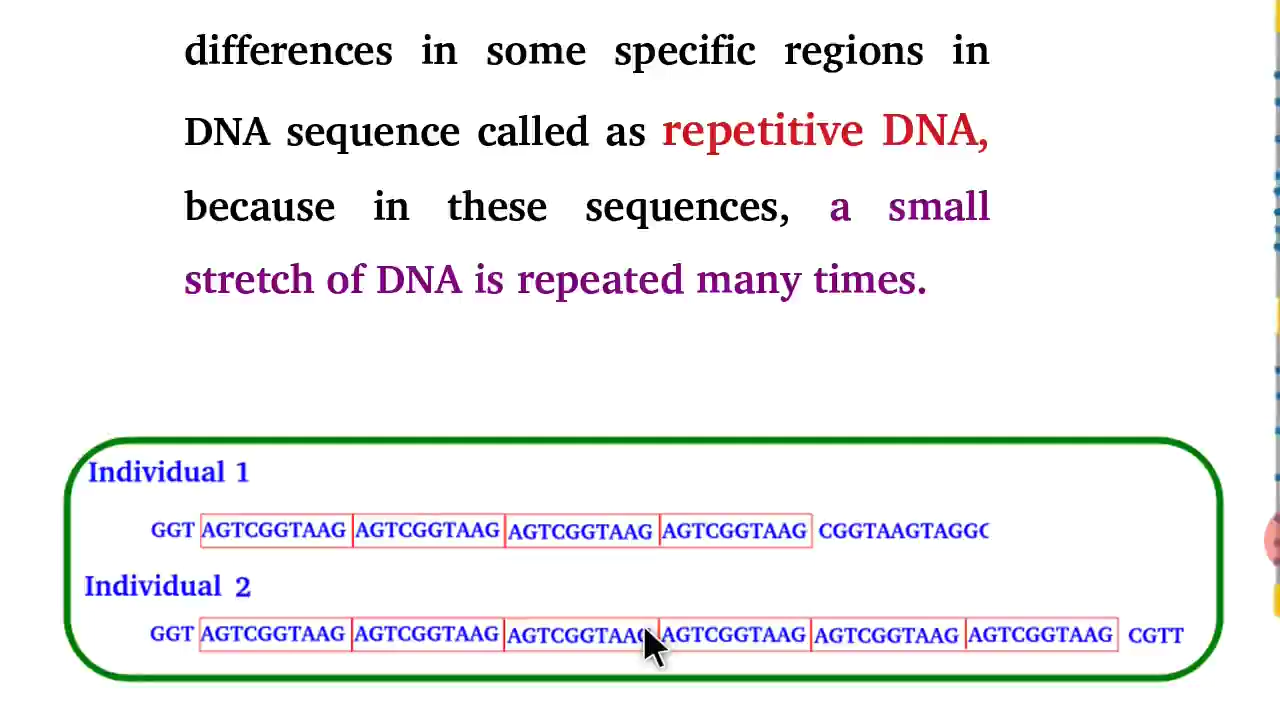 differences in some specific regions in
DNA sequence called as repetitive DNA,
because in these sequences, a small
stretch of DNA is repeated many times.
Individual 1
GGT AGTCGGTAAG AGTCGGTAAG AGTCGGTAAG AGTCGGTAAG CGGTAAGTAGGC
Individual 2
GGT AGTCGGTAAG AGTCGGTAAG AGTCGGTAAG AGTCGGTAAG AGTCGGTAAG AGTCGGTAAG CGTT